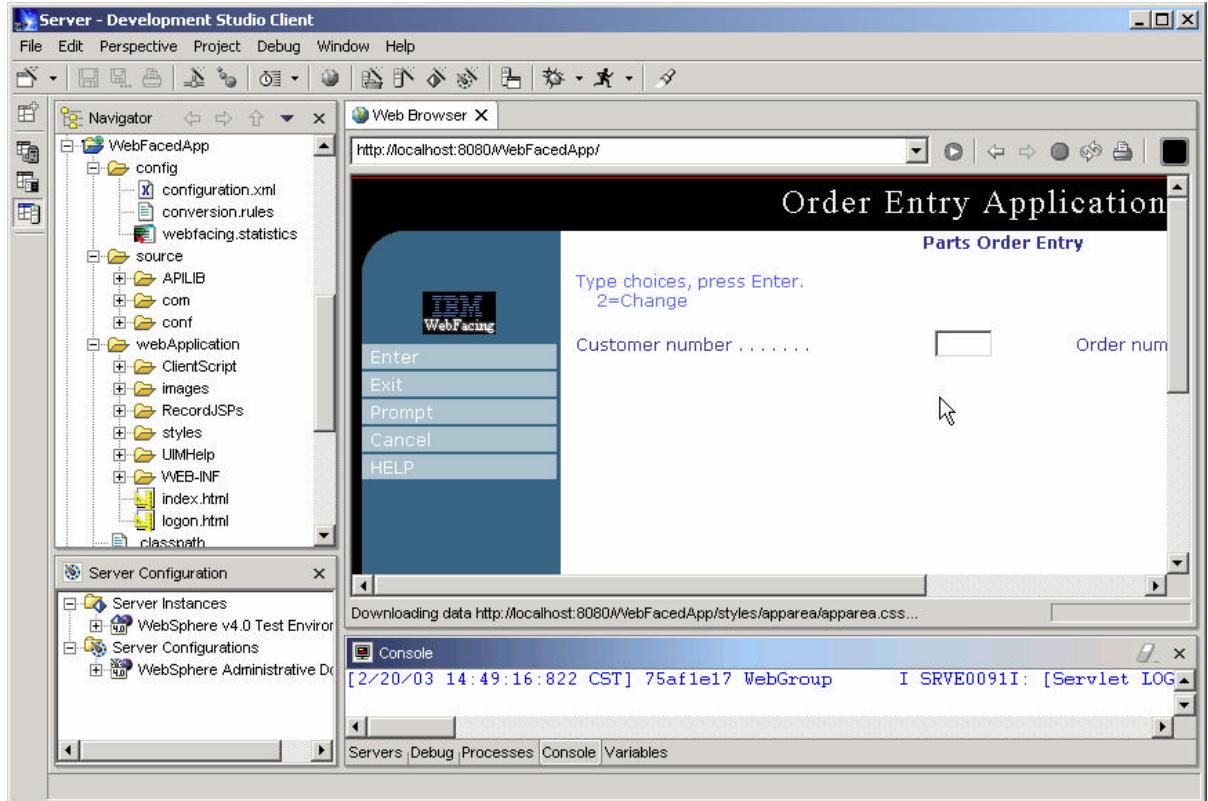 Server - Development Studio Client
File Edit Perspective Project Debug Window Help
Navigator
WebFacedApp
config
configuration.xml
conversion.rules
webfacing.statistics
source
APILIB
com
conf
webApplication
ClientScript
images
RecordJSPs
styles
UIMHelp
WEB-INF
index.html
logon.html
classpath
Server Configuration
Server Instances
WebSphere v4.0 Test Environ
Server Configurations
WebSphere Administrative Do
Web Browser
http://localhost:8080/WebFacedApp/
Order Entry Application
Parts Order Entry
Type choices, press Enter.
2=Change
Customer number . . . . . . . Order num
IBM
WebFacing
Enter
Exit
Prompt
Cancel
HELP
Downloading data http://localhost:8080/WebFacedApp/styles/apparea/apparea.css...
Console
[2/20/03 14:49:16:822 CST] 75af1e17 WebGroup I SRVE0091I: [Servlet LOG
Servers Debug Processes Console Variables